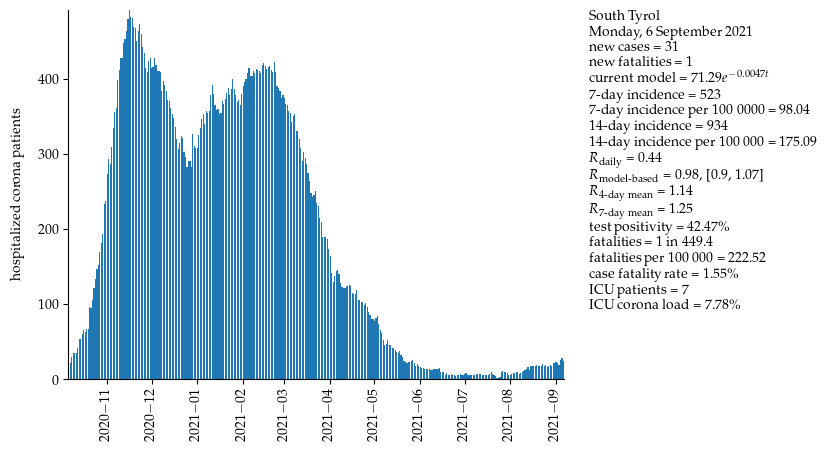 South Tyrol
Monday, 6 September 2021
new cases = 31
new fatalities = 1
current model = 71.29e^{−0.0047t}
7-day incidence = 523
7-day incidence per 100 0000 = 98.04
14-day incidence = 934
14-day incidence per 100 000 = 175.09
R_daily = 0.44
R_model-based = 0.98, [0.9, 1.07]
R_4-day mean = 1.14
R_7-day mean = 1.25
test positivity = 42.47%
fatalities = 1 in 449.4
fatalities per 100 000 = 222.52
case fatality rate = 1.55%
ICU patients = 7
ICU corona load = 7.78%
hospitalized corona patients
400
300
200
100
0
2020−11
2020−12
2021−01
2021−02
2021−03
2021−04
2021−05
2021−06
2021−07
2021−08
2021−09